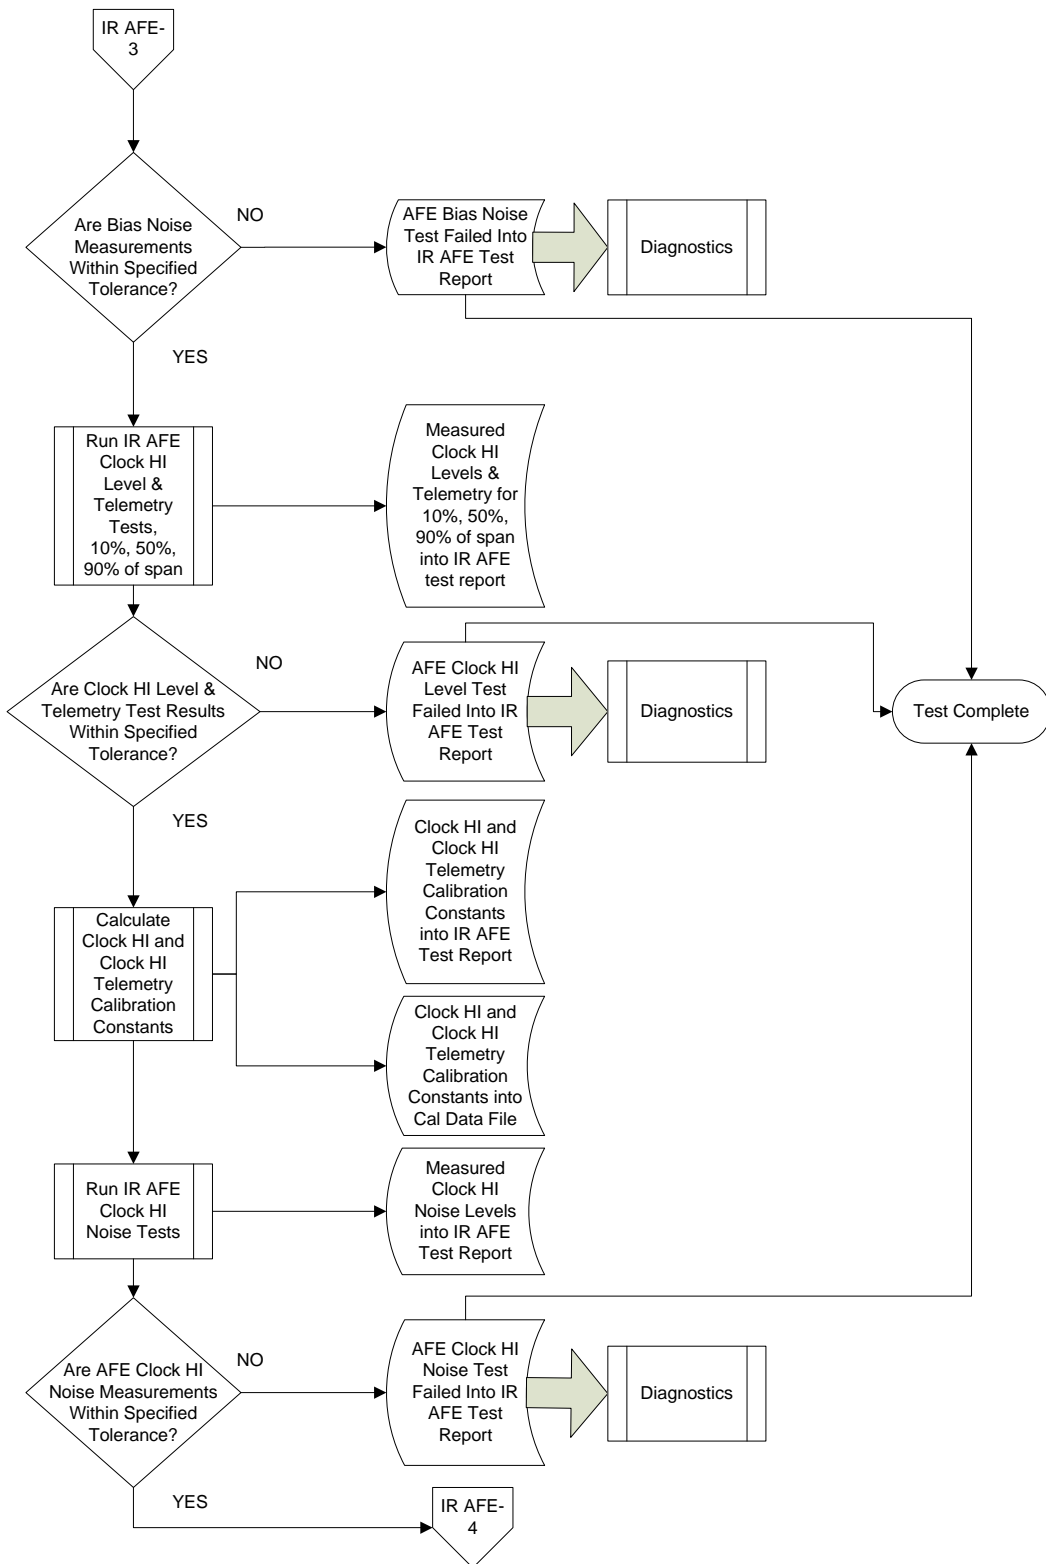 IR AFE-
3
Are Bias Noise
Measurements
Within Specified
Tolerance?
NO
AFE Bias Noise
Test Failed Into
IR AFE Test
Report
Diagnostics
YES
Run IR AFE
Clock HI
Level &
Telemetry
Tests,
10%, 50%,
90% of span
Measured
Clock HI
Levels &
Telemetry for
10%, 50%,
90% of span
into IR AFE
test report
Are Clock HI Level &
Telemetry Test Results
Within Specified
Tolerance?
NO
AFE Clock HI
Level Test
Failed Into IR
AFE Test
Report
Diagnostics
Test Complete
YES
Calculate
Clock HI and
Clock HI
Telemetry
Calibration
Constants
Clock HI and
Clock HI
Telemetry
Calibration
Constants
into IR AFE
Test Report
Clock HI and
Clock HI
Telemetry
Calibration
Constants into
Cal Data File
Run IR AFE
Clock HI
Noise Tests
Measured
Clock HI
Noise Levels
into IR AFE
Test Report
Are AFE Clock HI
Noise Measurements
Within Specified
Tolerance?
NO
AFE Clock HI
Noise Test
Failed Into IR
AFE Test
Report
Diagnostics
YES
IR AFE-
4